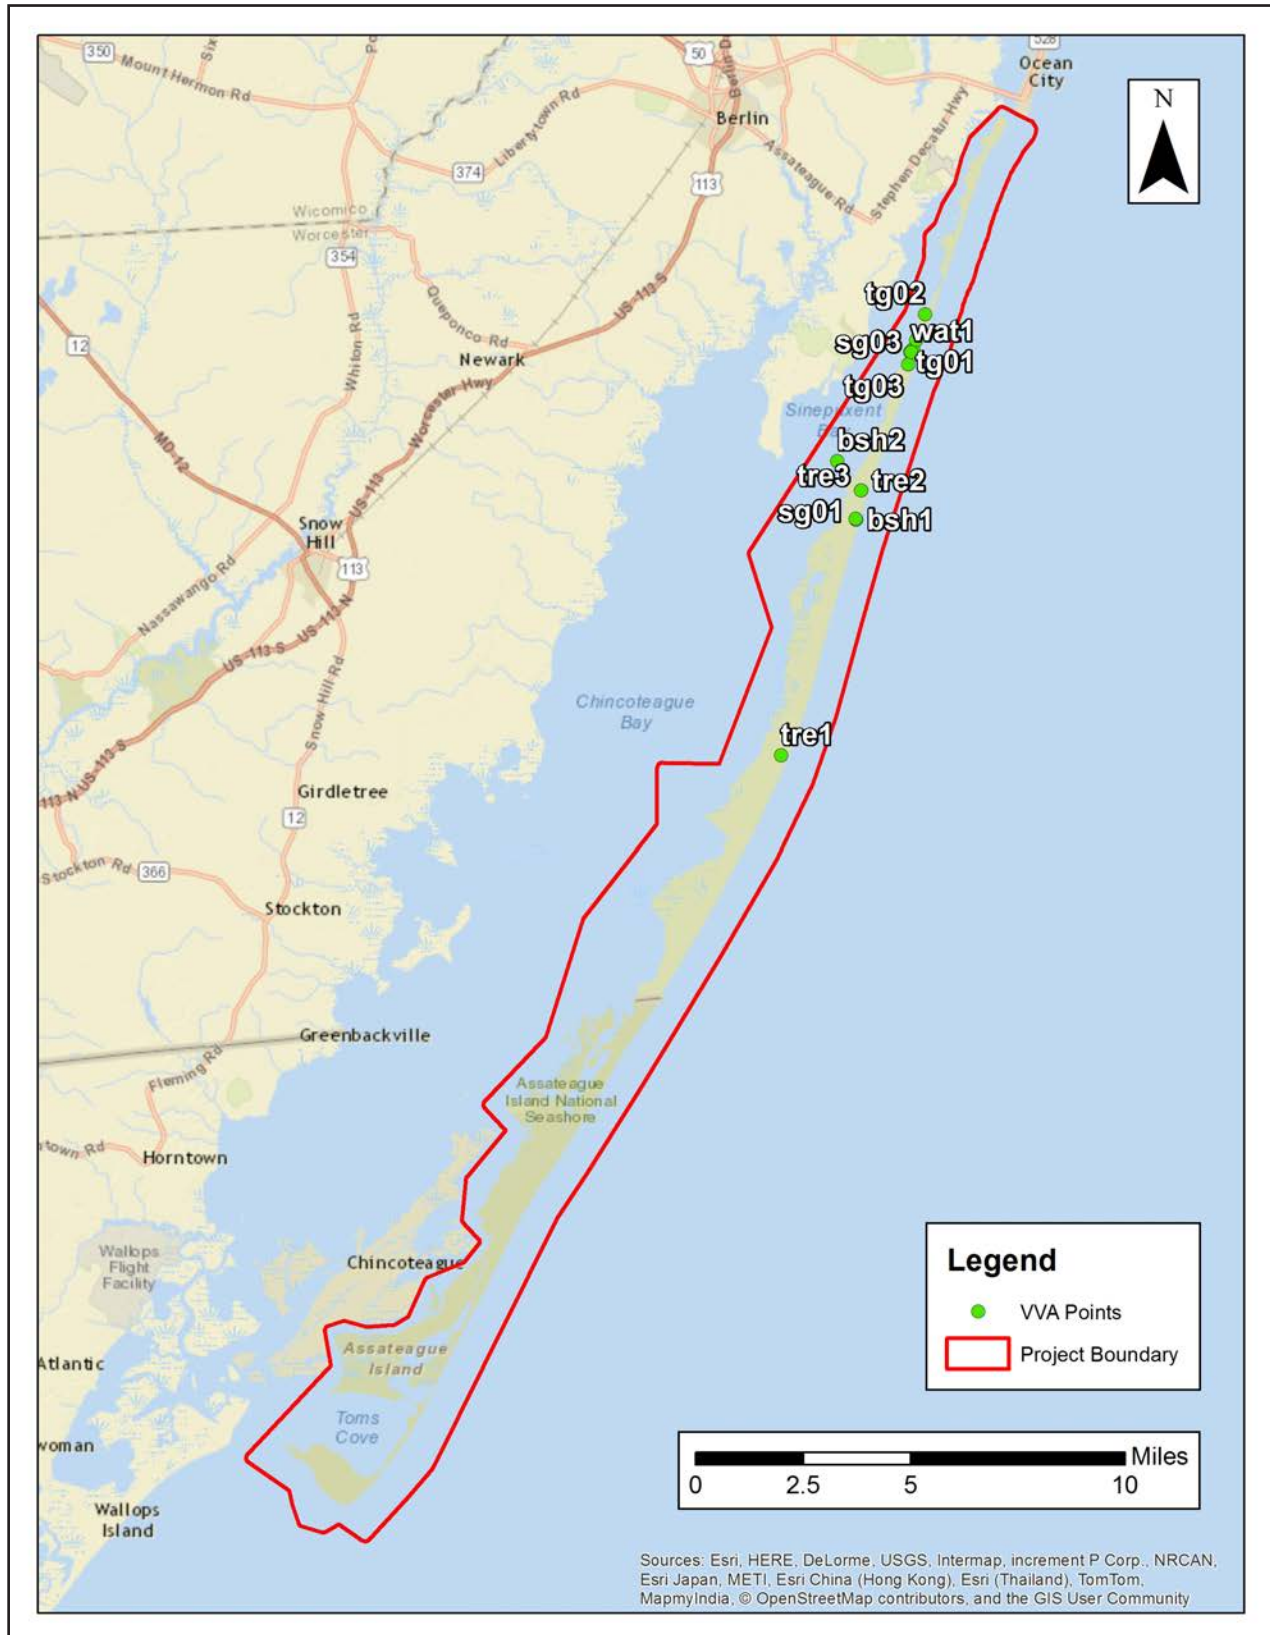 528
350
Mount Hermon Rd
50
Ocean
City
N
Berlin
Libertytown Rd
Stephen Decatur Hwy
Assateague Rd
374
113
Wicomico
Worcester
354
Queponco Rd
US-113 S
tg02
wat1
sg03
tg01
tg03
12
Whiton Rd
Newark
Worcester Hwy
Sinepuxent
MD-12
US-113
bsh2
tre3
tre2
sg01
bsh1
Snow
Hill
113
Nassawango Rd
US-113 N
US-113 S
Snow Hill Rd
Chincoteague
Bay
tre1
113 N-US-113 S
Girdletree
12
Stockton Rd
366
Stockton
Greenbackville
Fleming Rd
Assateague
Island National
Seashore
Horntown
Wallops
Flight
Facility
Chincoteague
Legend
VVA Points
Project Boundary
Assateague
Island
Atlantic
Toms
Cove
Miles
0 2.5 5 10
Wallops
Island
Sources: Esri, HERE, DeLorme, USGS, Intermap, increment P Corp., NRCAN,
Esri Japan, METI, Esri China (Hong Kong), Esri (Thailand), TomTom,
MapmyIndia, © OpenStreetMap contributors, and the GIS User Community